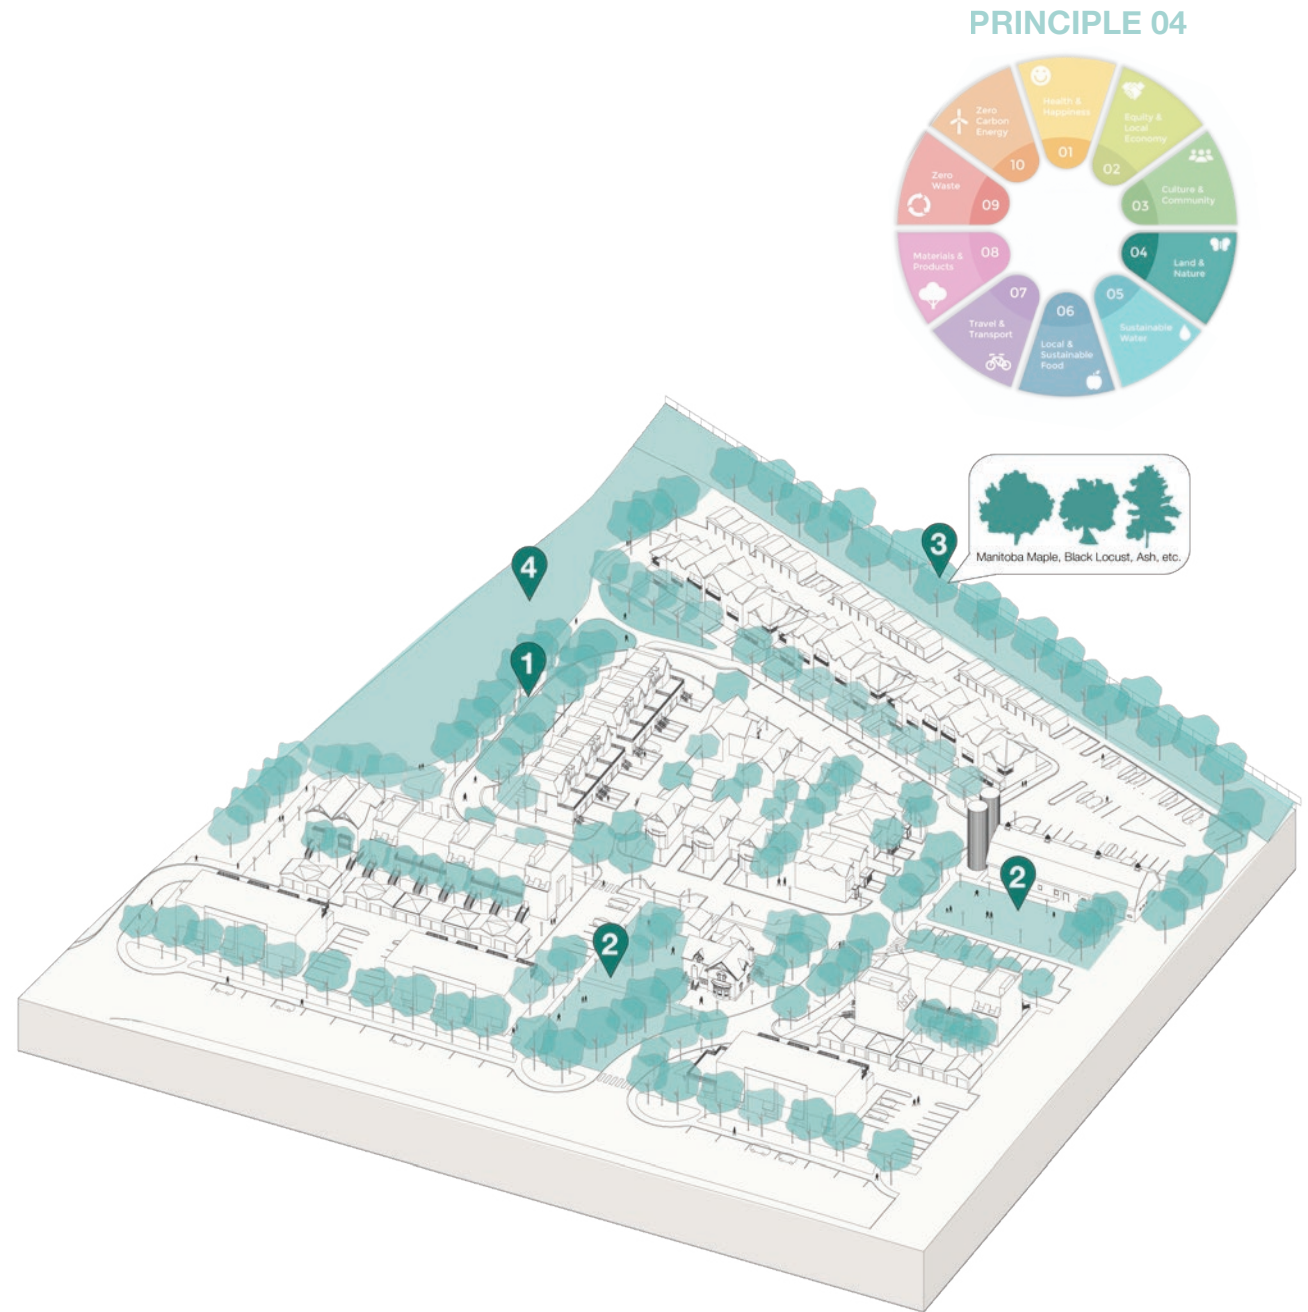 PRINCIPLE 04
Health &
Happiness
01
Equity &
Local
Economy
02
Culture &
Community
03
Land &
Nature
04
Sustainable
Water
05
Local &
Sustainable
Food
06
Travel &
Transport
07
Materials &
Products
08
Zero
Waste
09
Zero
Carbon
Energy
10
Manitoba Maple, Black Locust, Ash, etc.
3
4
1
2
2